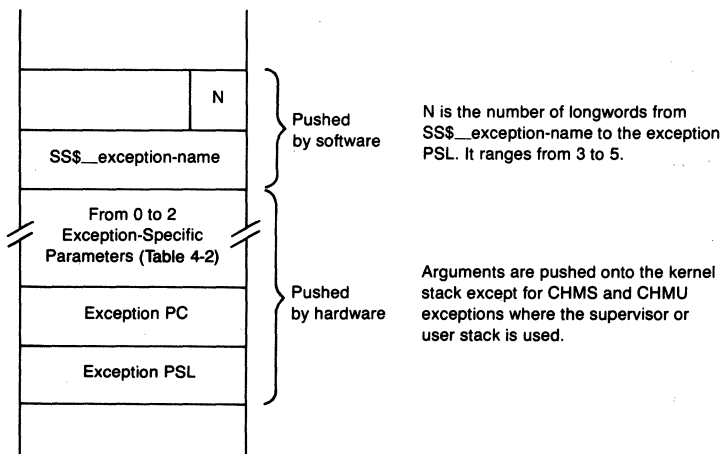 N
SS$__exception-name
From 0 to 2
Exception-Specific
Parameters (Table 4-2)
Exception PC
Exception PSL
Pushed
by software
Pushed
by hardware
N is the number of longwords from
SS$__exception-name to the exception
PSL. It ranges from 3 to 5.
Arguments are pushed onto the kernel
stack except for CHMS and CHMU
exceptions where the supervisor or
user stack is used.